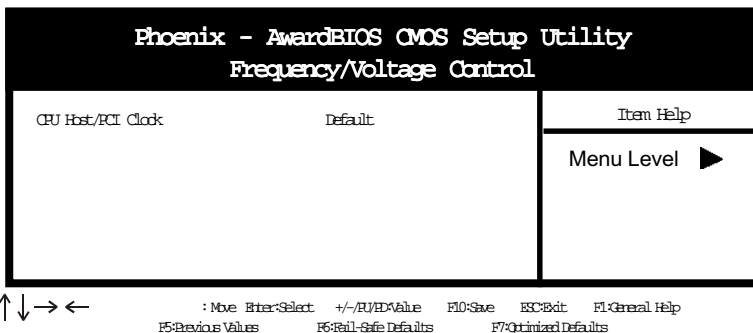 Phoenix - AwardBIOS CMOS Setup Utility
Frequency/Voltage Control
CPU Host/PCI Clock Default
Item Help
Menu Level ▶
↑↓→← : Move Enter:Select +/-/PU/PD:Value F10:Save ESC:Exit F1:General Help
F5:Previous Values F6:Fail-Safe Defaults F7:Optimized Defaults